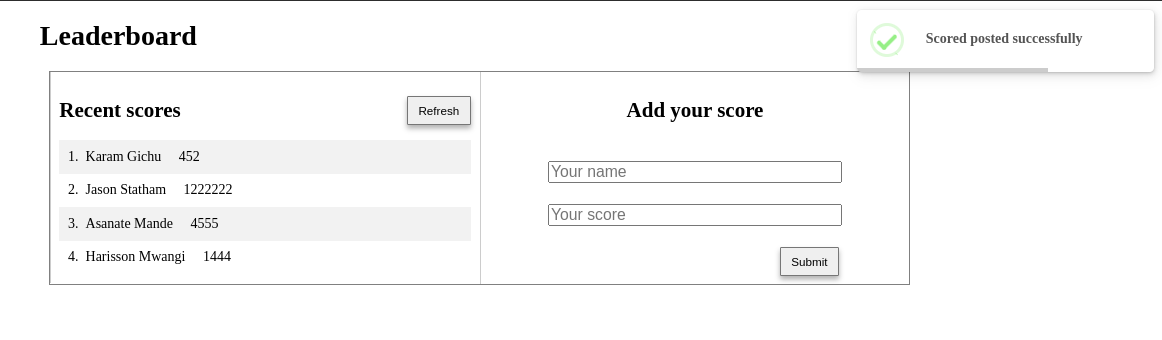 Leaderboard
Scored posted successfully
Recent scores
Refresh
1. Karam Gichu 452
2. Jason Statham 1222222
3. Asanate Mande 4555
4. Harisson Mwangi 1444
Add your score
Your name
Your score
Submit